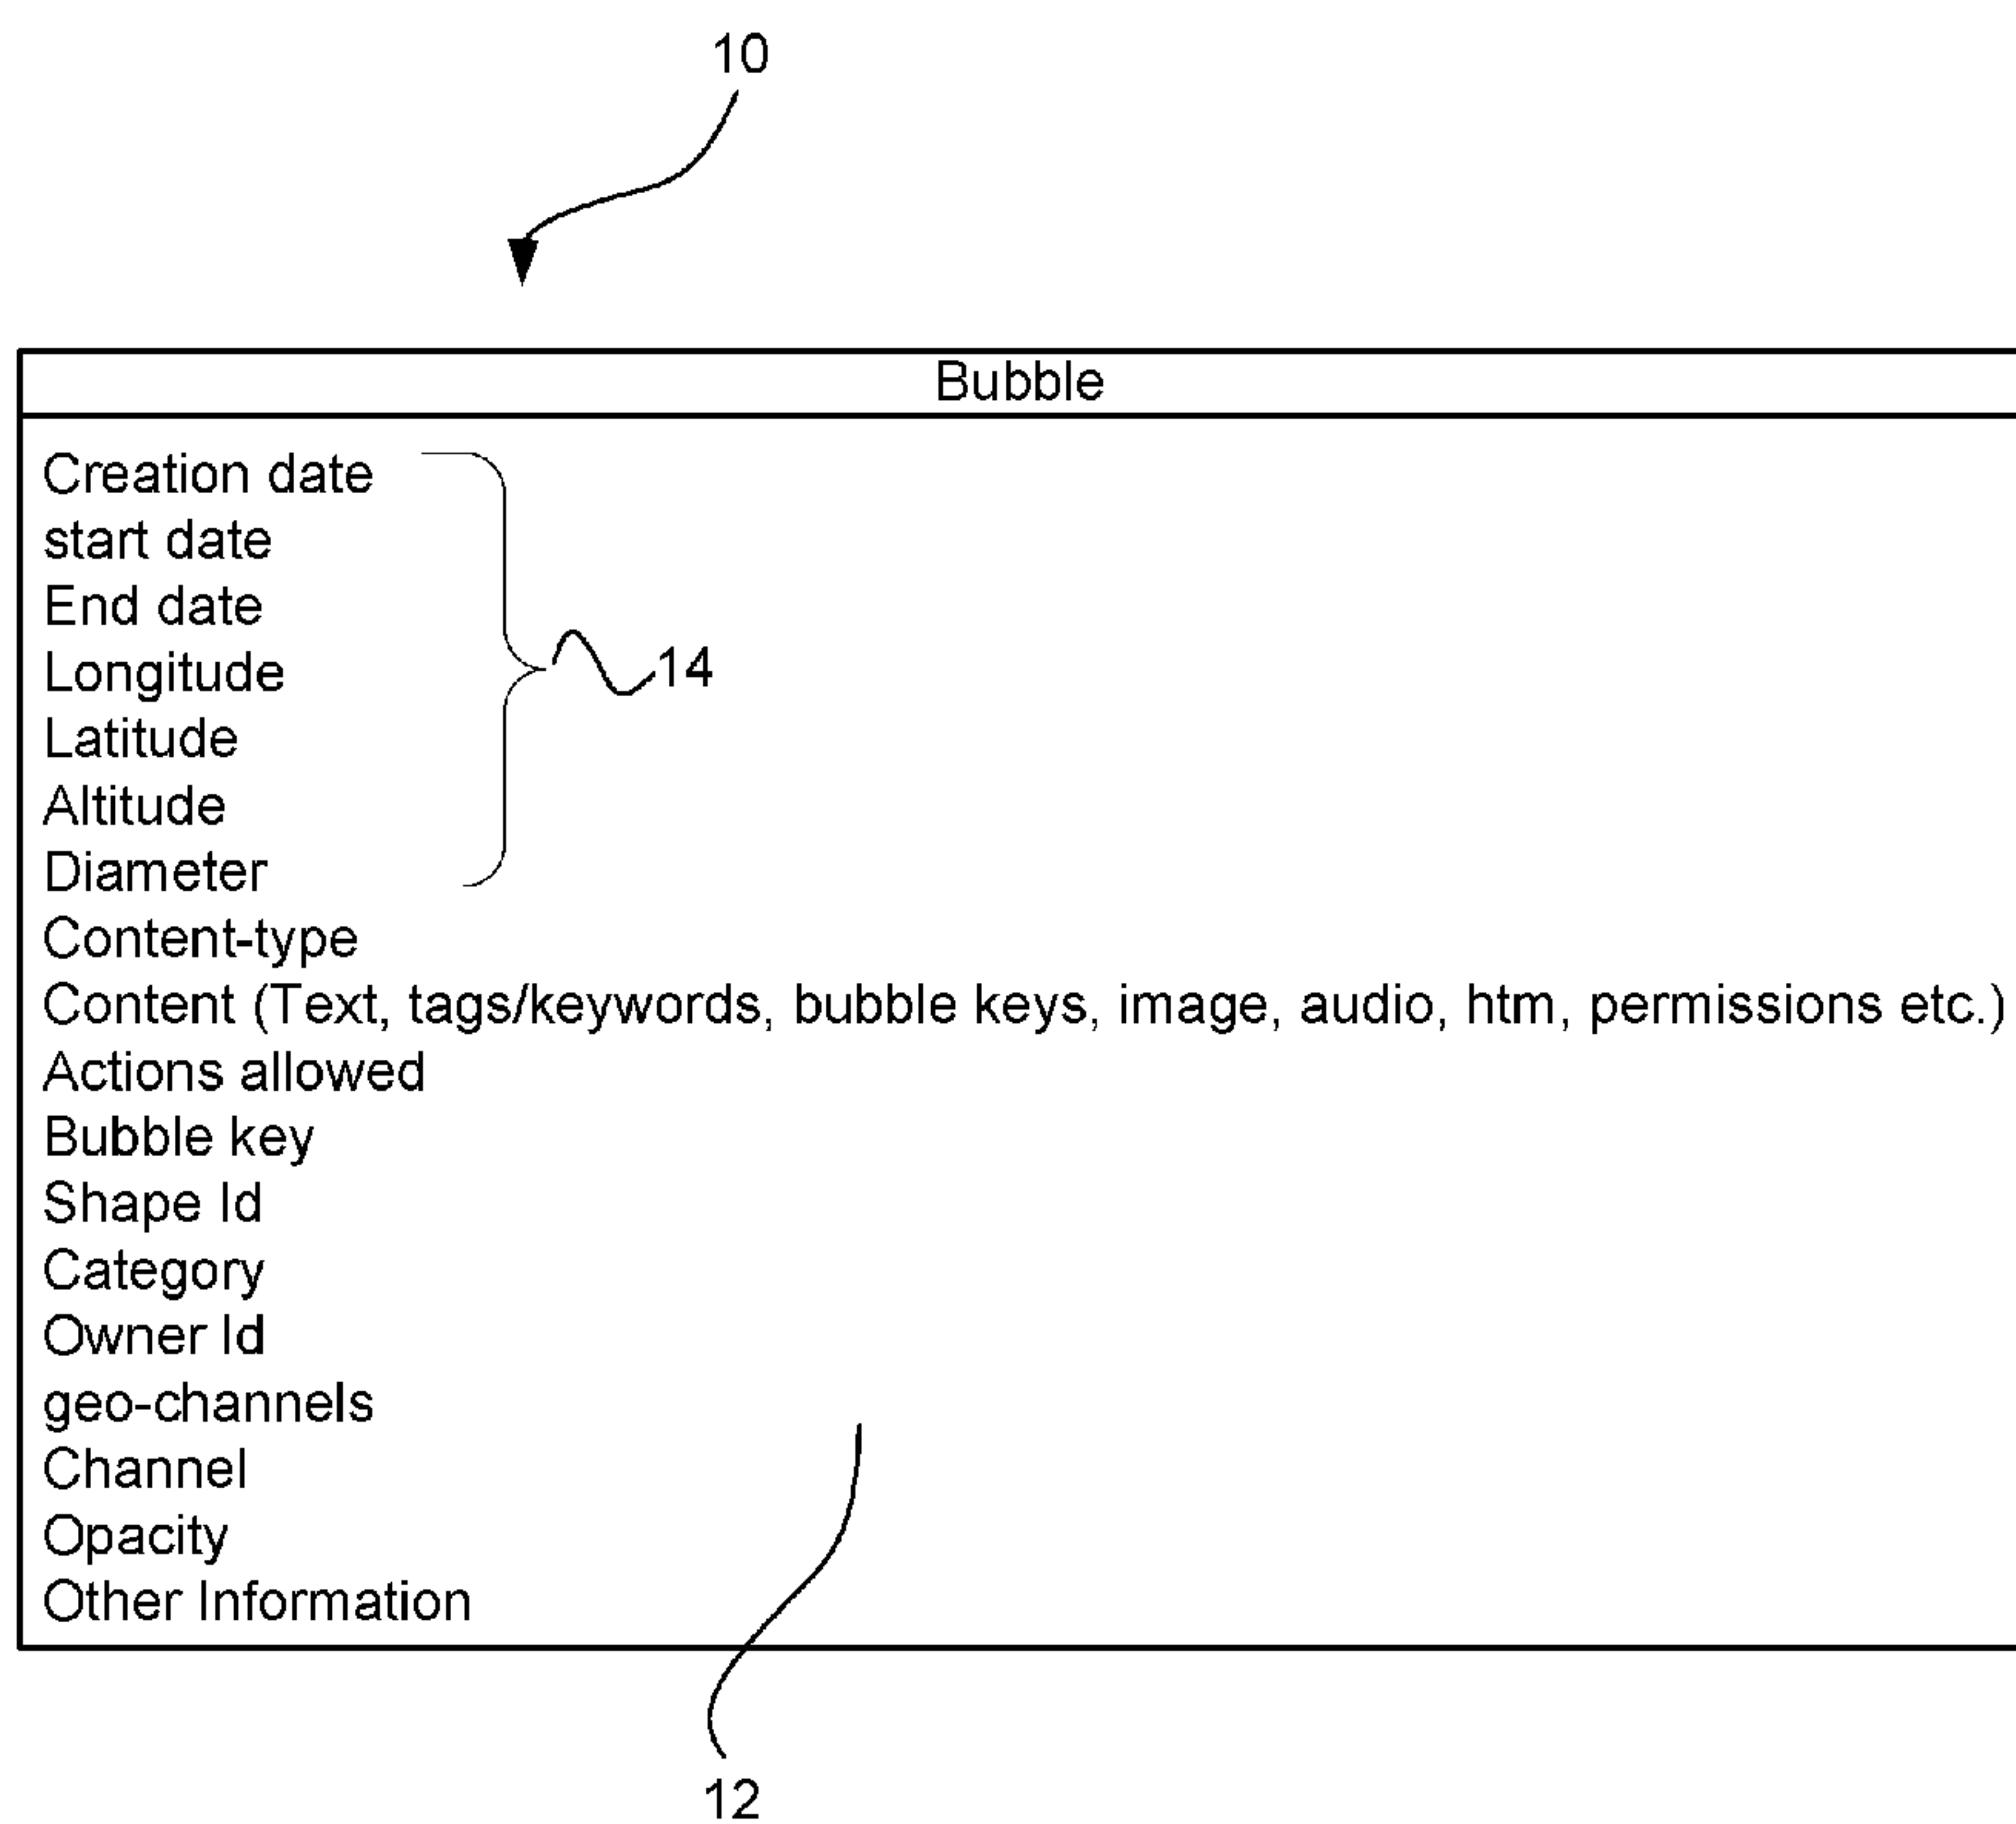 10
Bubble
Creation date
start date
End date
Longitude
14
Latitude
Altitude
Diameter
Content-type
Content (Text, tags/keywords, bubble keys, image, audio, htm, permissions etc.)
Actions allowed
Bubble key
Shape Id
Category
Owner Id
geo-channels
Channel
Opacity
Other Information
12